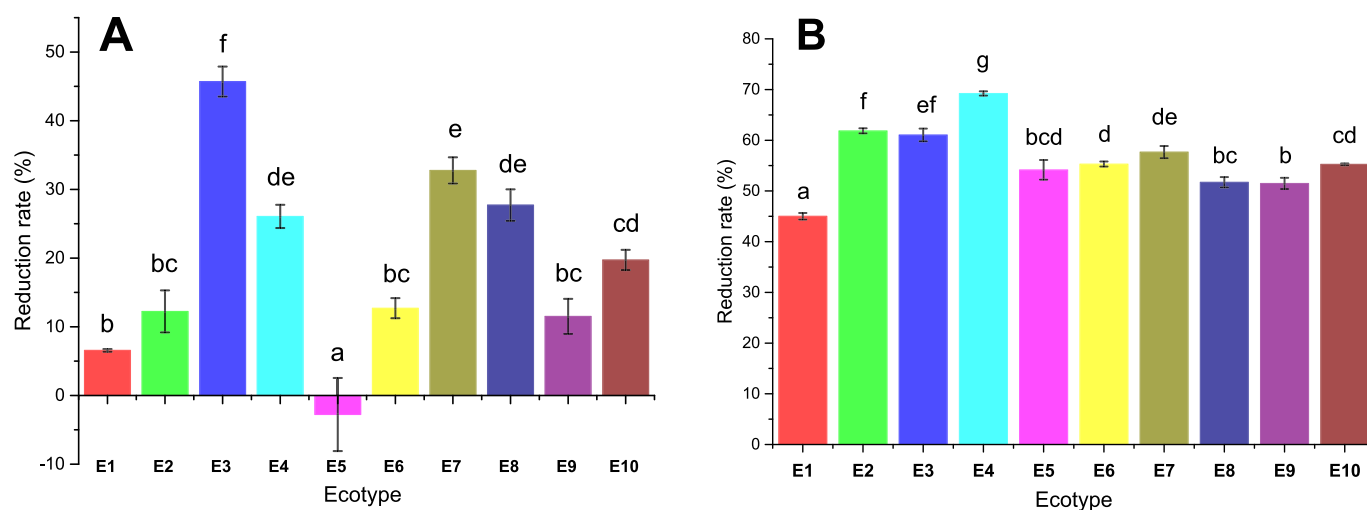 A
Reduction rate (%)
50
40
30
20
10
0
-10
b
bc
f
de
a
bc
e
de
bc
cd
E1 E2 E3 E4 E5 E6 E7 E8 E9 E10
Ecotype
B
Reduction rate (%)
80
70
60
50
40
30
20
10
0
a
f
ef
g
bcd
d
de
bc
b
cd
E1 E2 E3 E4 E5 E6 E7 E8 E9 E10
Ecotype